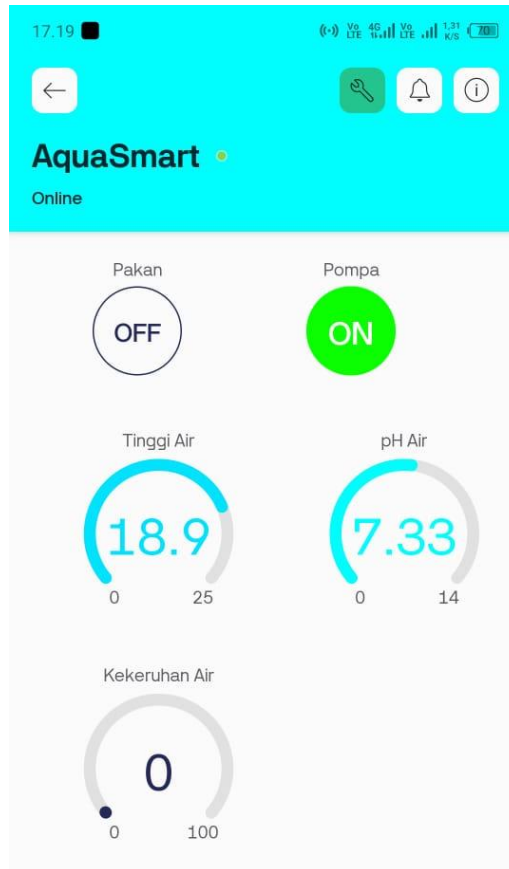 17.19 Vo LTE 4G Vo LTE 1,31 K/S 70
AquaSmart
Online
Pakan Pompa
OFF ON
Tinggi Air pH Air
18.9 7.33
0 25 0 14
Kekeruhan Air
0
0 100